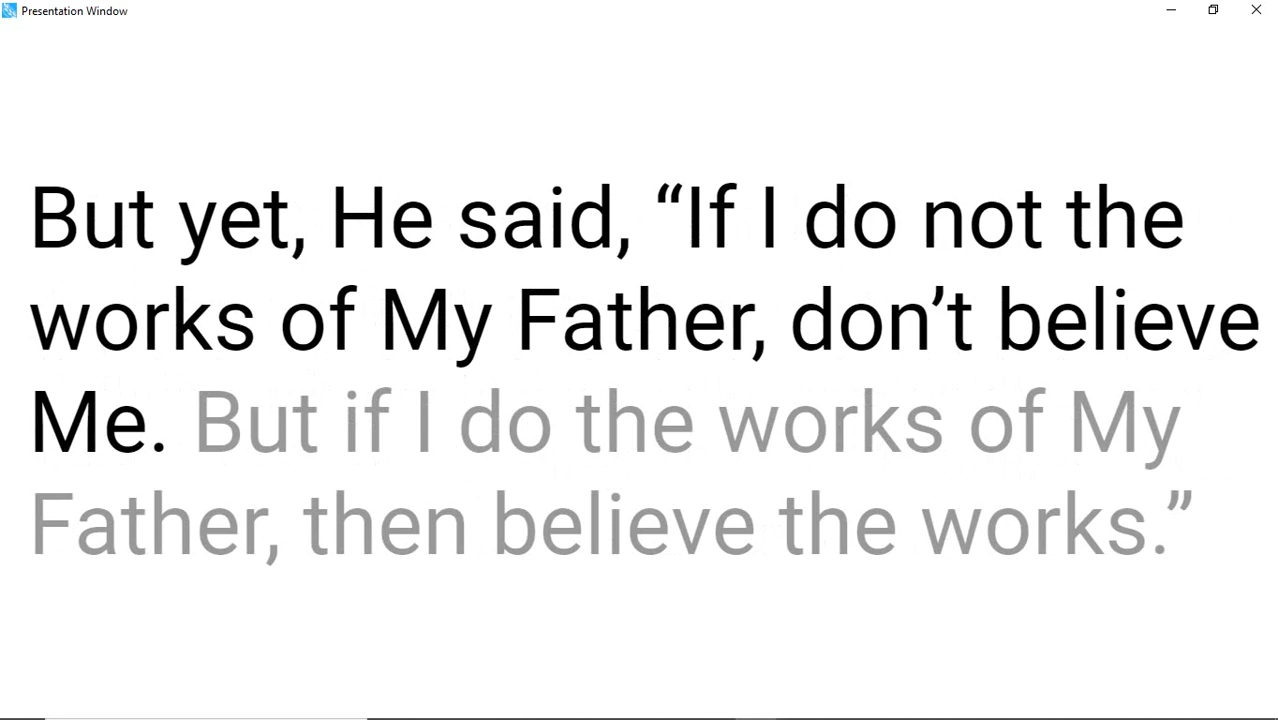 Presentation Window
But yet, He said, “If I do not the
works of My Father, don’t believe
Me. But if I do the works of My
Father, then believe the works.”